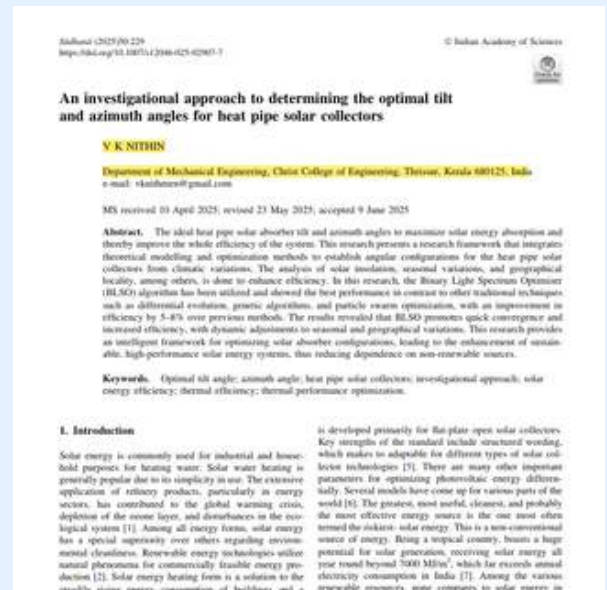 Sādhanā (2025) 50:229
© Indian Academy of Sciences
An investigational approach to determining the optimal tilt
and azimuth angles for heat pipe solar collectors
V K NITHIN
Department of Mechanical Engineering, Christ College of Engineering, Thrissur, Kerala 680125, India
e-mail: vknithinvn@gmail.com
MS received 10 April 2025; revised 23 May 2025; accepted 9 June 2025
Abstract. The ideal heat pipe solar absorber tilt and azimuth angles to maximize solar energy absorption and
thereby improve the whole efficiency of the system. This research presents a research framework that integrates
theoretical modelling and optimization methods to establish angular configurations for the heat pipe solar
collectors from climatic variations. The analysis of solar insolation, seasonal variations, and geographical
locality, among others, is done to enhance efficiency. In this research, the Binary Light Spectrum Optimizer
(BLSO) algorithm has been utilized and showed the best performance in contrast to other traditional techniques
such as differential evolution, genetic algorithms, and particle swarm optimization, with an improvement in
efficiency by 5–8% over previous methods. The results revealed that BLSO promotes quick convergence and
increased efficiency, with dynamic adjustments to seasonal and geographical variations. This research provides
an intelligent framework for optimizing solar absorber configurations, leading to the enhancement of sustain-
able, high-performance solar energy systems, thus reducing dependence on non-renewable sources.
Keywords. Optimal tilt angle; azimuth angle; heat pipe solar collectors; investigational approach; solar
energy efficiency; thermal efficiency; thermal performance optimization.
1. Introduction
Solar energy is commonly used for industrial and house-
hold purposes for heating water. Solar water heating is
generally popular due to its simplicity in use. The extensive
application of refinery products, particularly in energy
sectors, has contributed to the global warming crisis,
depletion of the ozone layer, and disturbances in the eco-
logical system [1]. Among all energy forms, solar energy
has a special superiority over others regarding environ-
mental cleanliness. Renewable energy technologies utilize
natural phenomena for commercially feasible energy pro-
duction [2]. Solar energy heating form is a solution to the
is developed primarily for flat-plate open solar collectors.
Key strengths of the standard include structured wording,
which makes to adaptable for different types of solar col-
lector technologies [5]. There are many other important
parameters for optimizing photovoltaic energy differen-
tially. Several models have come up for various parts of the
world [6]. The greatest, most useful, cleanest, and probably
the most effective energy source is the one most often
termed the riskiest- solar energy. This is a non-conventional
source of energy. Being a tropical country, boasts a huge
potential for solar generation, receiving solar energy all
year round beyond 7000 MJ/m², which far exceeds annual
electricity consumption in India [7]. Among the various
renewable resources, none compares to solar energy in